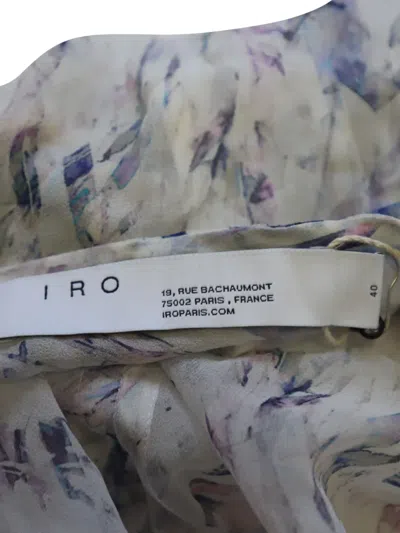 IRO
19, RUE BACHAUMONT
75002 PARIS, FRANCE
IROPARIS.COM
40